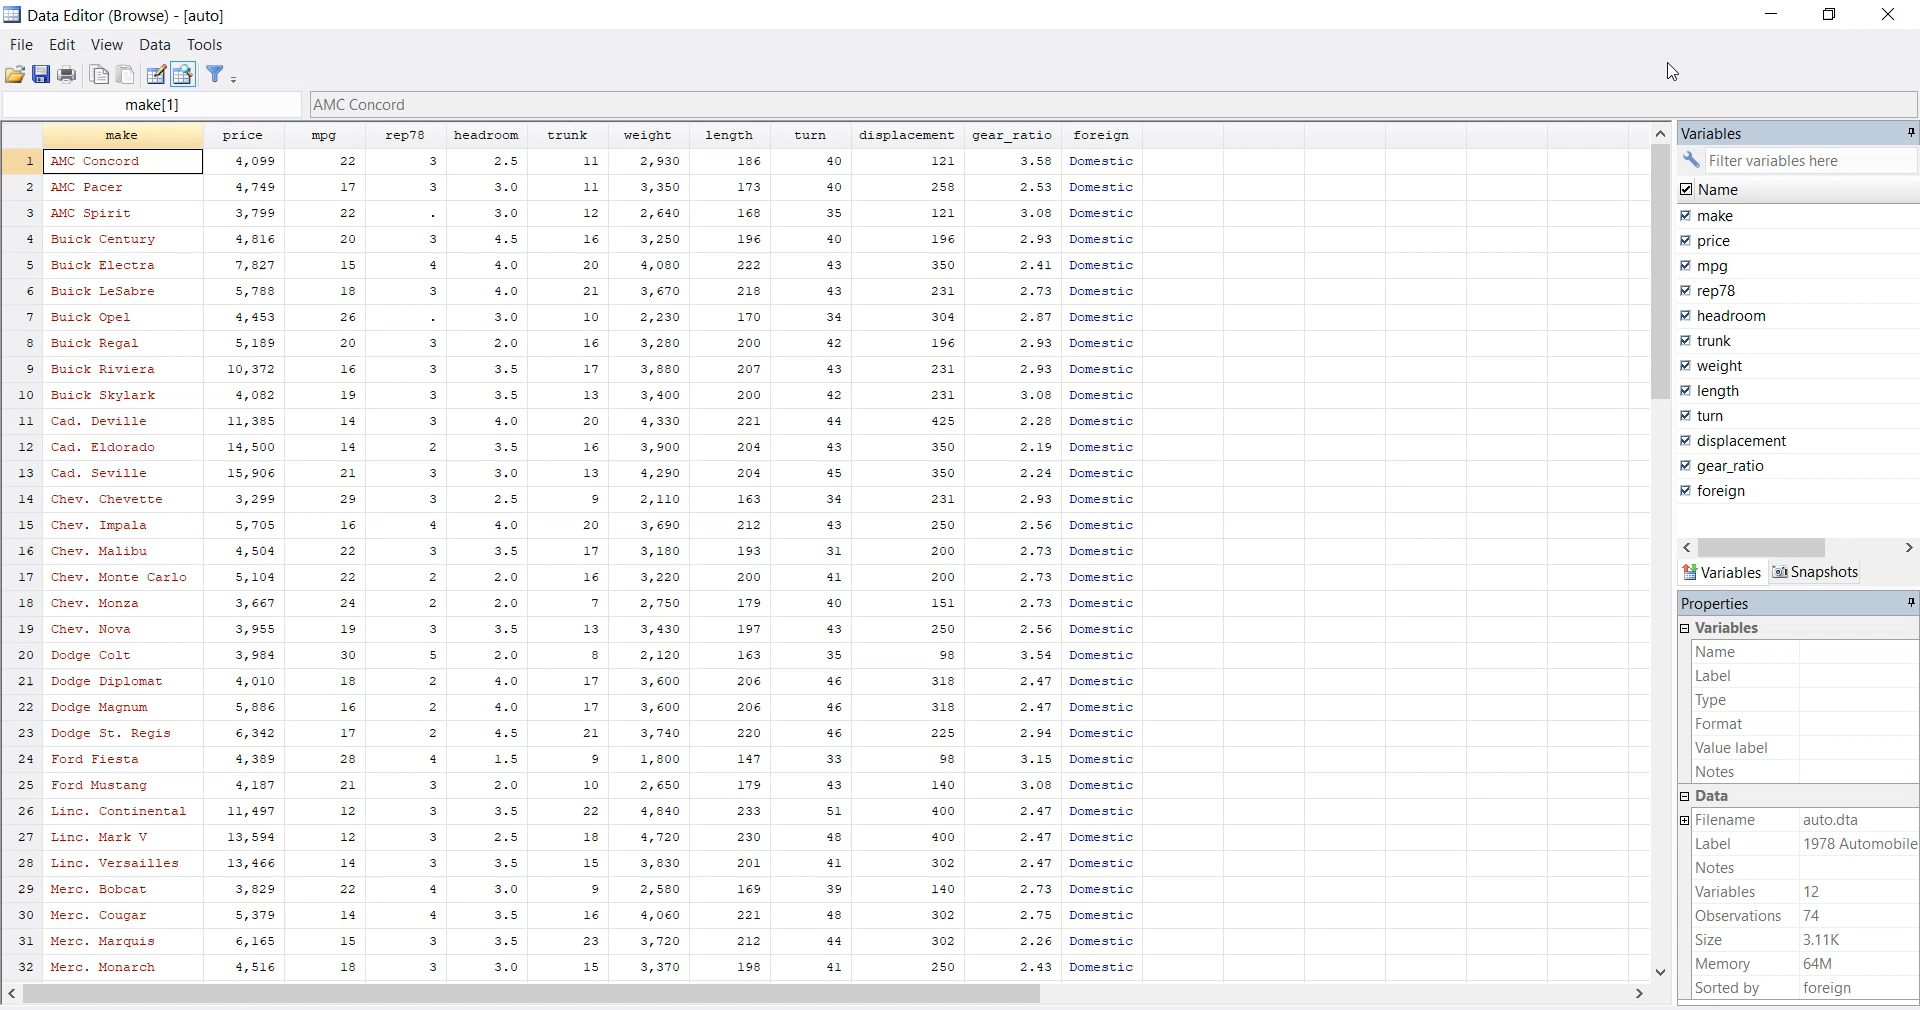 Data Editor (Browse) - [auto]
File Edit View Data Tools
make[1] AMC Concord
make price mpg rep78 headroom trunk weight length turn displacement gear_ratio foreign
1 AMC Concord 4,099 22 3 2.5 11 2,930 186 40 121 3.58 Domestic
2 AMC Pacer 4,749 17 3 3.0 11 3,350 173 40 258 2.53 Domestic
3 AMC Spirit 3,799 22 . 3.0 12 2,640 168 35 121 3.08 Domestic
4 Buick Century 4,816 20 3 4.5 16 3,250 196 40 196 2.93 Domestic
5 Buick Electra 7,827 15 4 4.0 20 4,080 222 43 350 2.41 Domestic
6 Buick LeSabre 5,788 18 3 4.0 21 3,670 218 43 231 2.73 Domestic
7 Buick Opel 4,453 26 . 3.0 10 2,230 170 34 304 2.87 Domestic
8 Buick Regal 5,189 20 3 2.0 16 3,280 200 42 196 2.93 Domestic
9 Buick Riviera 10,372 16 3 3.5 17 3,880 207 43 231 2.93 Domestic
10 Buick Skylark 4,082 19 3 3.5 13 3,400 200 42 231 3.08 Domestic
11 Cad. Deville 11,385 14 3 4.0 20 4,330 221 44 425 2.28 Domestic
12 Cad. Eldorado 14,500 14 2 3.5 16 3,900 204 43 350 2.19 Domestic
13 Cad. Seville 15,906 21 3 3.0 13 4,290 204 45 350 2.24 Domestic
14 Chev. Chevette 3,299 29 3 2.5 9 2,110 163 34 231 2.93 Domestic
15 Chev. Impala 5,705 16 4 4.0 20 3,690 212 43 250 2.56 Domestic
16 Chev. Malibu 4,504 22 3 3.5 17 3,180 193 31 200 2.73 Domestic
17 Chev. Monte Carlo 5,104 22 2 2.0 16 3,220 200 41 200 2.73 Domestic
18 Chev. Monza 3,667 24 2 2.0 7 2,750 179 40 151 2.73 Domestic
19 Chev. Nova 3,955 19 3 3.5 13 3,430 197 43 250 2.56 Domestic
20 Dodge Colt 3,984 30 5 2.0 8 2,120 163 35 98 3.54 Domestic
21 Dodge Diplomat 4,010 18 2 4.0 17 3,600 206 46 318 2.47 Domestic
22 Dodge Magnum 5,886 16 2 4.0 17 3,600 206 46 318 2.47 Domestic
23 Dodge St. Regis 6,342 17 2 4.5 21 3,740 220 46 225 2.94 Domestic
24 Ford Fiesta 4,389 28 4 1.5 9 1,800 147 33 98 3.15 Domestic
25 Ford Mustang 4,187 21 3 2.0 10 2,650 179 43 140 3.08 Domestic
26 Linc. Continental 11,497 12 3 3.5 22 4,840 233 51 400 2.47 Domestic
27 Linc. Mark V 13,594 12 3 2.5 18 4,720 230 48 400 2.47 Domestic
28 Linc. Versailles 13,466 14 3 3.5 15 3,830 201 41 302 2.47 Domestic
29 Merc. Bobcat 3,829 22 4 3.0 9 2,580 169 39 140 2.73 Domestic
30 Merc. Cougar 5,379 14 4 3.5 16 4,060 221 48 302 2.75 Domestic
31 Merc. Marquis 6,165 15 3 3.5 23 3,720 212 44 302 2.26 Domestic
32 Merc. Monarch 4,516 18 3 3.0 15 3,370 198 41 250 2.43 Domestic
Variables
Filter variables here
Name
make
price
mpg
rep78
headroom
trunk
weight
length
turn
displacement
gear_ratio
foreign
Variables Snapshots
Properties
Variables
Name
Label
Type
Format
Value label
Notes
Data
Filename auto.dta
Label 1978 Automobile
Notes
Variables 12
Observations 74
Size 3.11K
Memory 64M
Sorted by foreign